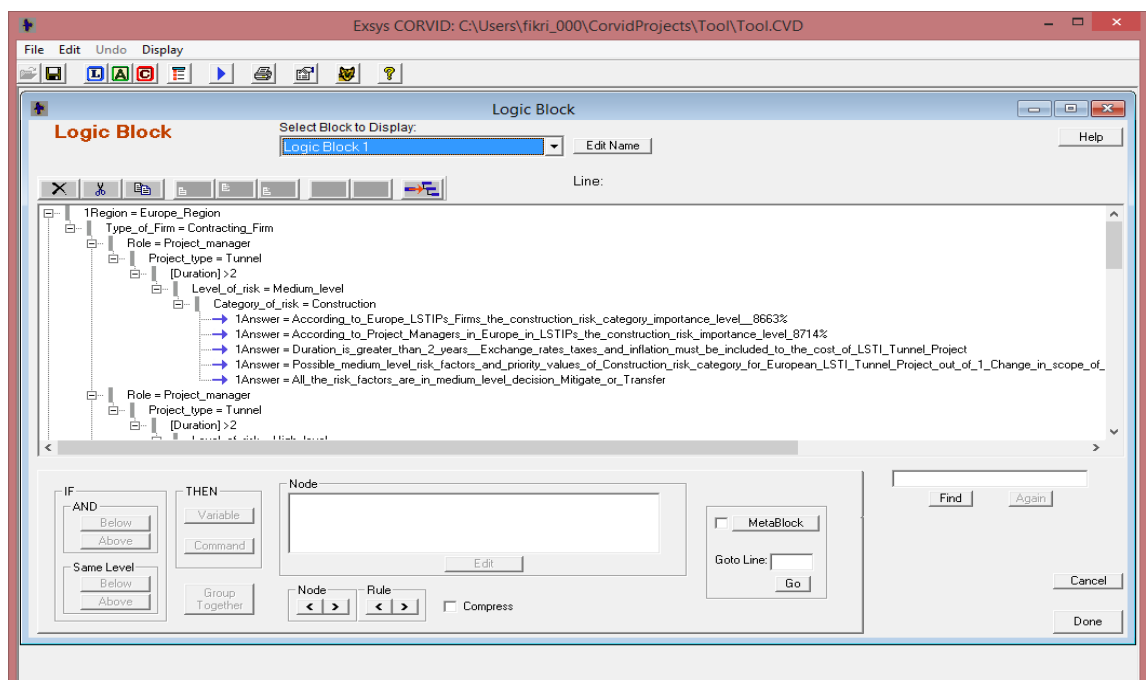 Exsys CORVID: C:\Users\fikri_000\CorvidProjects\Tool\Tool.CVD
File Edit Undo Display
L A C
Logic Block
Logic Block
Select Block to Display:
Logic Block 1
Edit Name
Help
Line:
1Region = Europe_Region
Type_of_Firm = Contracting_Firm
Role = Project_manager
Project_type = Tunnel
[Duration] >2
Level_of_risk = Medium_level
Category_of_risk = Construction
1Answer = According_to_Europe_LSTIPs_Firms_the_construction_risk_category_importance_level__8663%
1Answer = According_to_Project_Managers_in_Europe_in_LSTIPs_the_construction_risk_importance_level_8714%
1Answer = Duration_is_greater_than_2_years__Exchange_rates_taxes_and_inflation_must_be_included_to_the_cost_of_LSTI_Tunnel_Project
1Answer = Possible_medium_level_risk_factors_and_priority_values_of_Construction_risk_category_for_European_LSTI_Tunnel_Project_out_of_1_Change_in_scope_of_
1Answer = All_the_risk_factors_are_in_medium_level_decision_Mitigate_or_Transfer
Role = Project_manager
Project_type = Tunnel
[Duration] >2
IF
AND
Below
Above
Same Level
Below
Above
THEN
Variable
Command
Group Together
Node
Edit
Node
< >
Rule
< >
Compress
MetaBlock
Goto Line:
Go
Find
Again
Cancel
Done